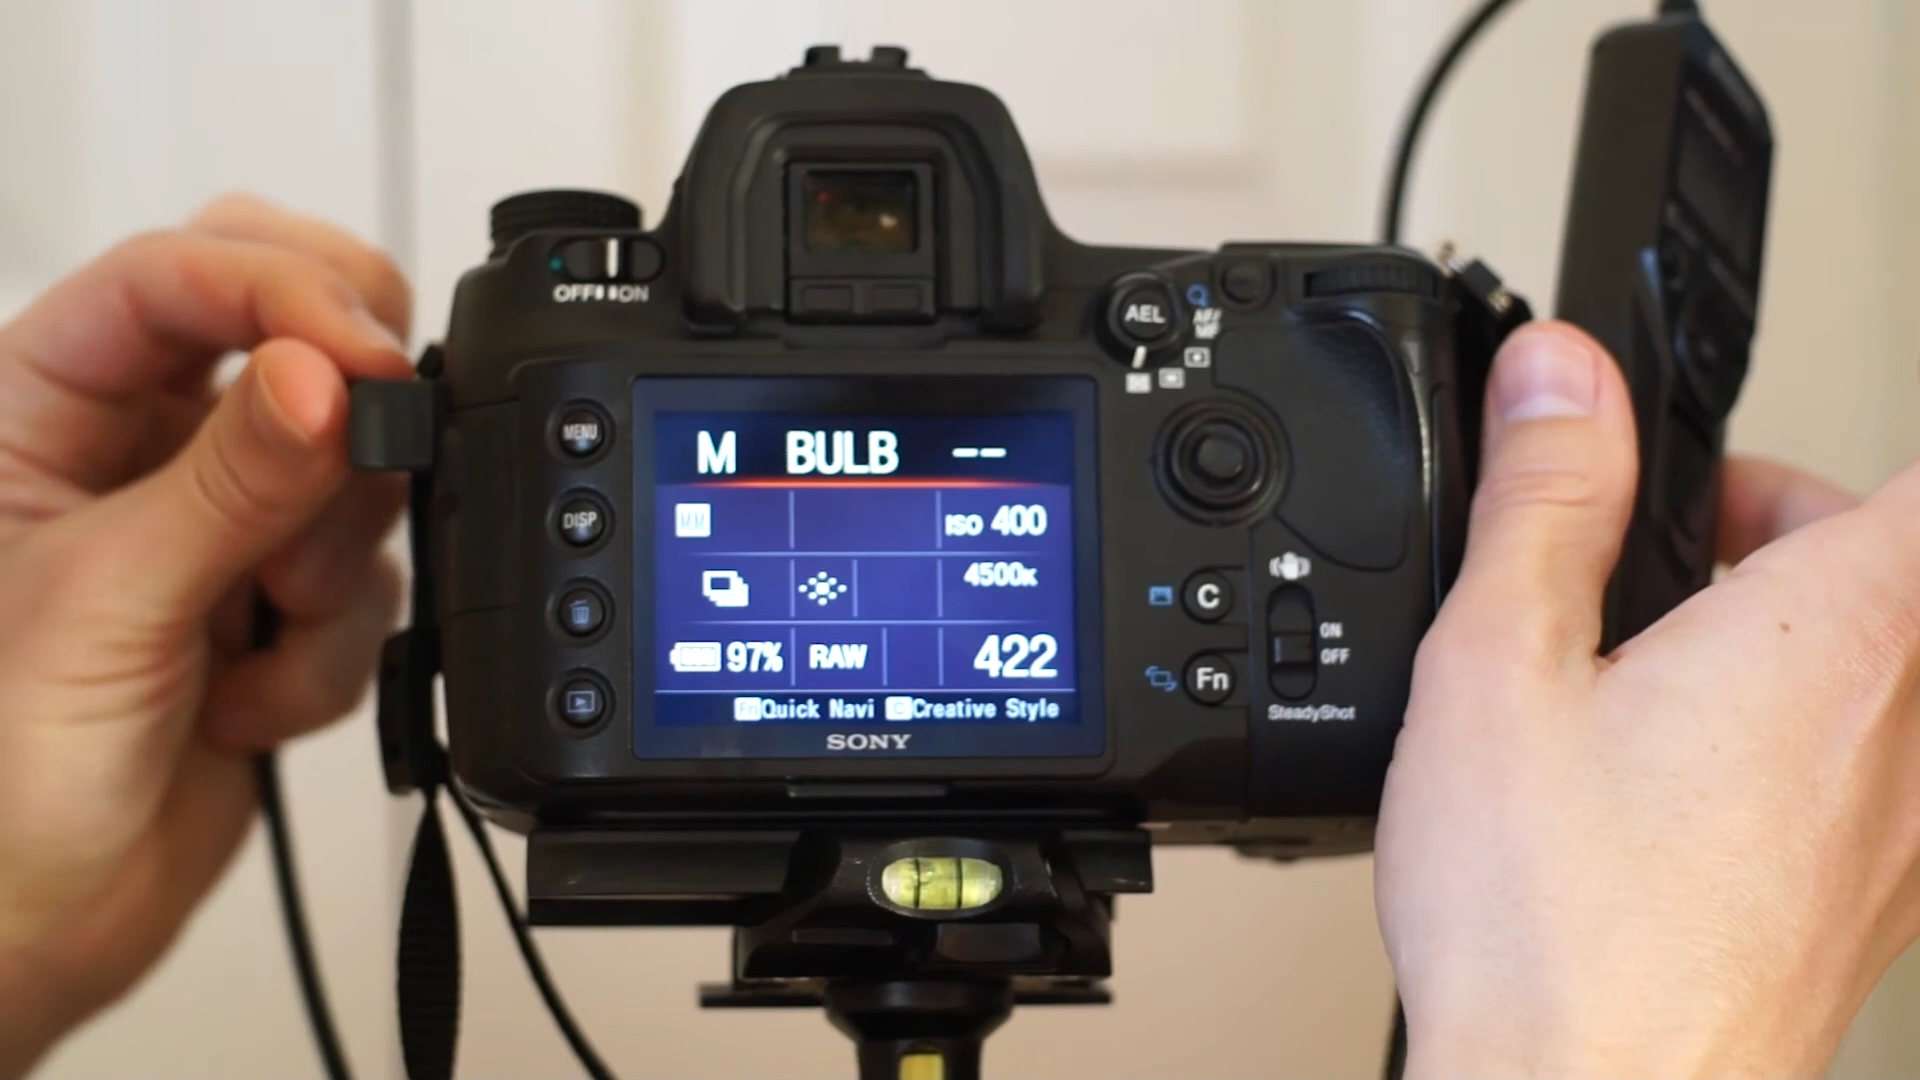 OFF ON
AEL
AF/
MF
MENU
M BULB --
DISP
ISO 400
4500K
C
ON
OFF
97% RAW 422
Fn
Fn Quick Navi C Creative Style
SteadyShot
SONY